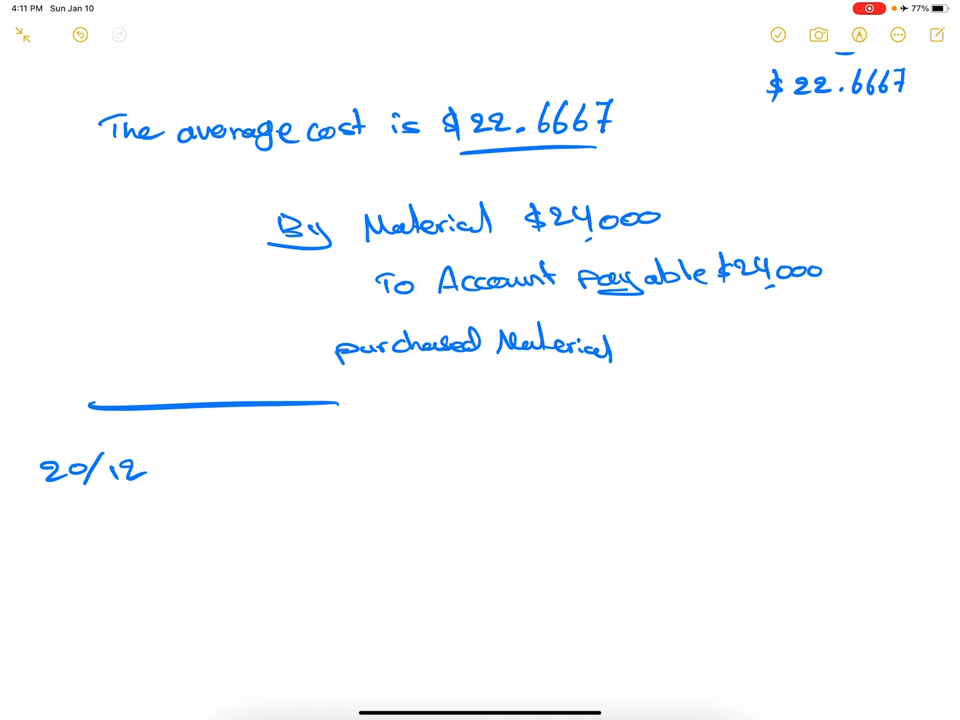 4:11 PM Sun Jan 10
77%
$22.6667
The average cost is $22.6667
By Material $24,000
To Account payable $24,000
purchased Material
20/12